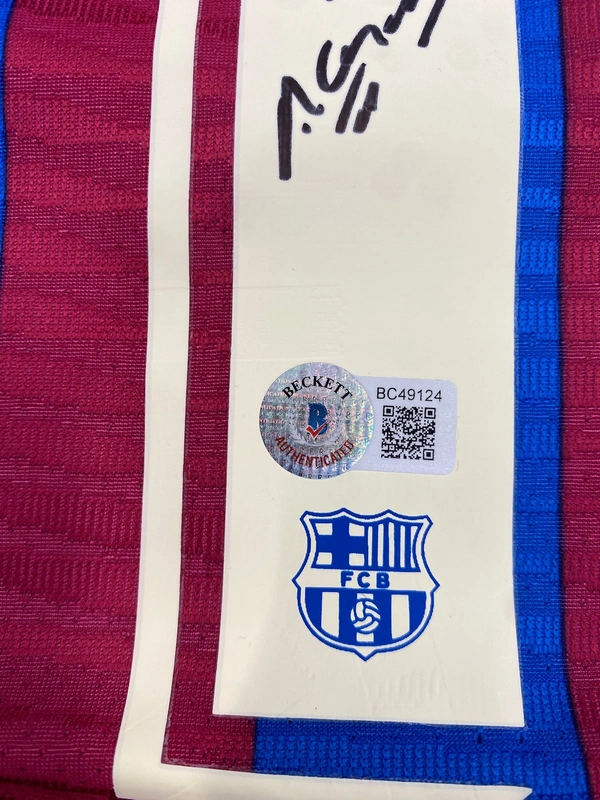 BECKETT
BC49124
B
AUTHENTICATED
FCB